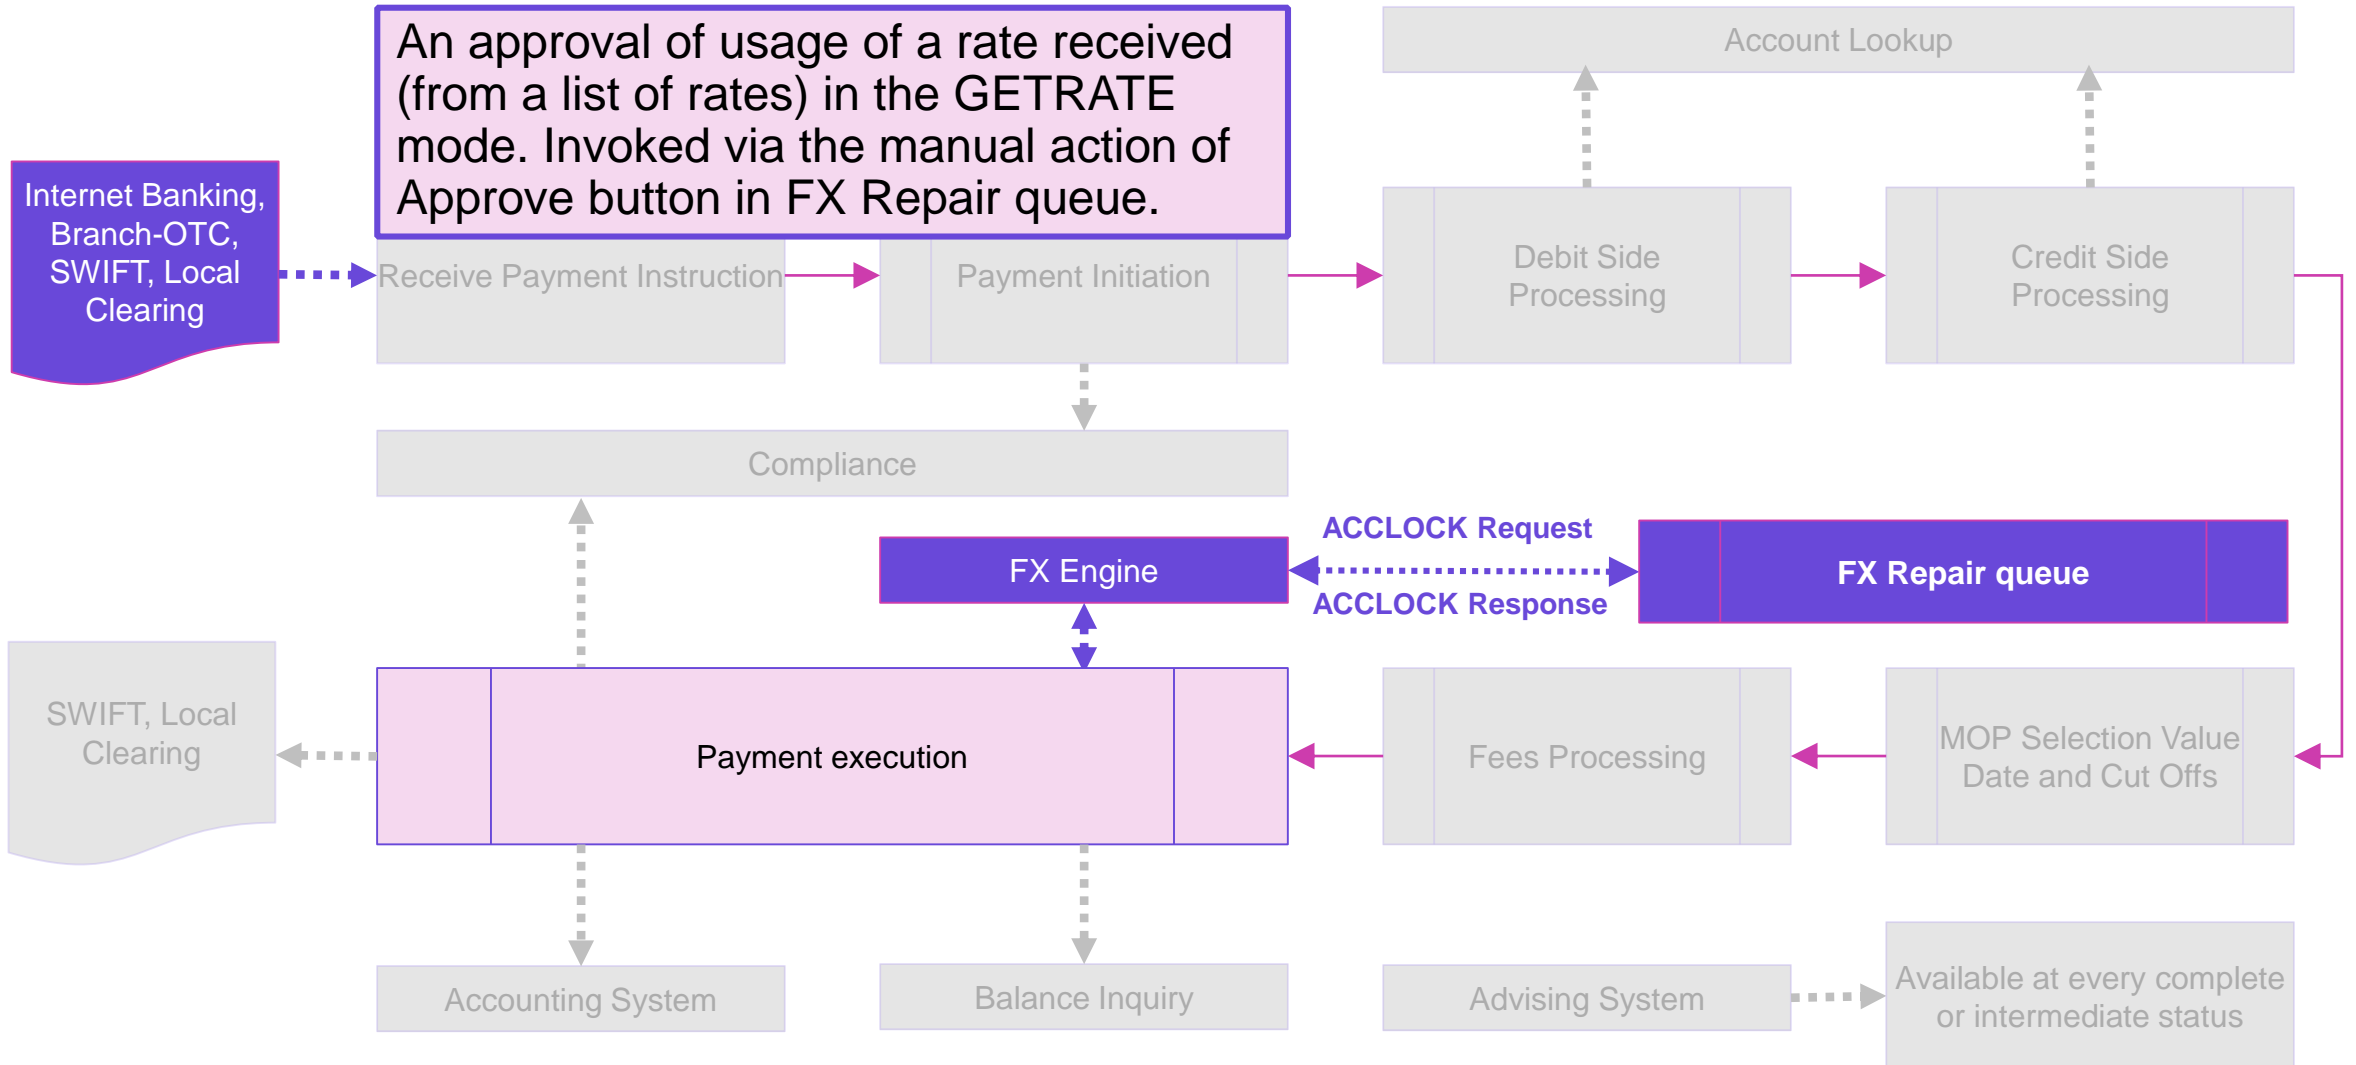 An approval of usage of a rate received
(from a list of rates) in the GETRATE
mode. Invoked via the manual action of
Approve button in FX Repair queue.
Account Lookup
Internet Banking,
Branch-OTC,
SWIFT, Local
Clearing
Receive Payment Instruction
Payment Initiation
Debit Side
Processing
Credit Side
Processing
Compliance
ACCLOCK Request
FX Engine
FX Repair queue
ACCLOCK Response
SWIFT, Local
Clearing
Payment execution
Fees Processing
MOP Selection Value
Date and Cut Offs
Accounting System
Balance Inquiry
Advising System
Available at every complete
or intermediate status